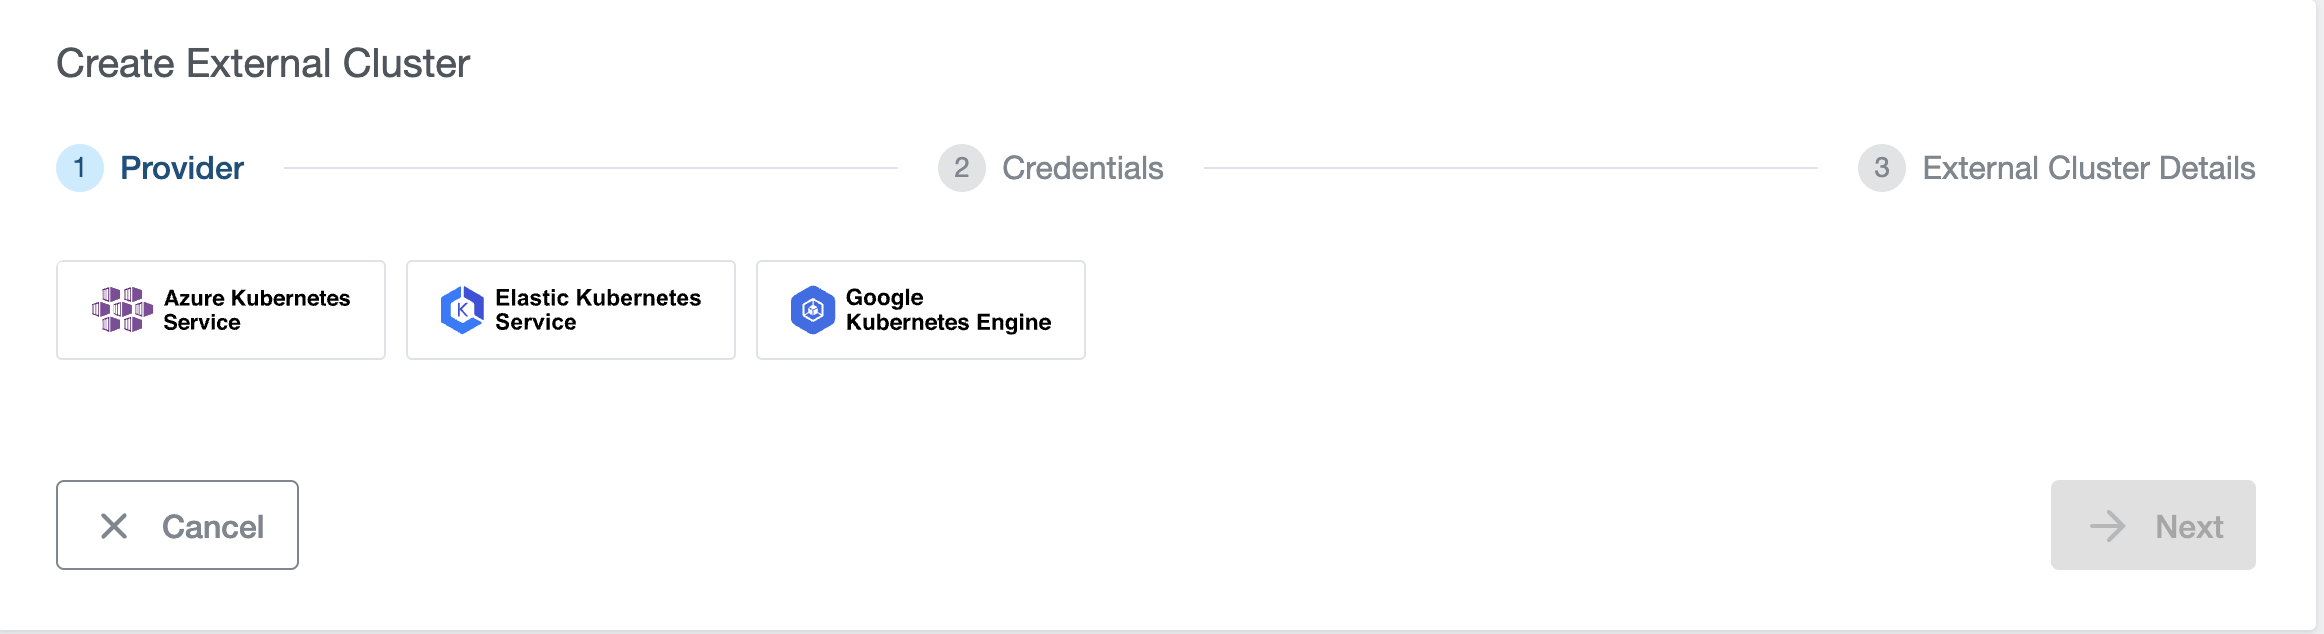 Create External Cluster
1 Provider
2 Credentials
3 External Cluster Details
Azure Kubernetes
Service
K
Elastic Kubernetes
Service
Google
Kubernetes Engine
Cancel
Next